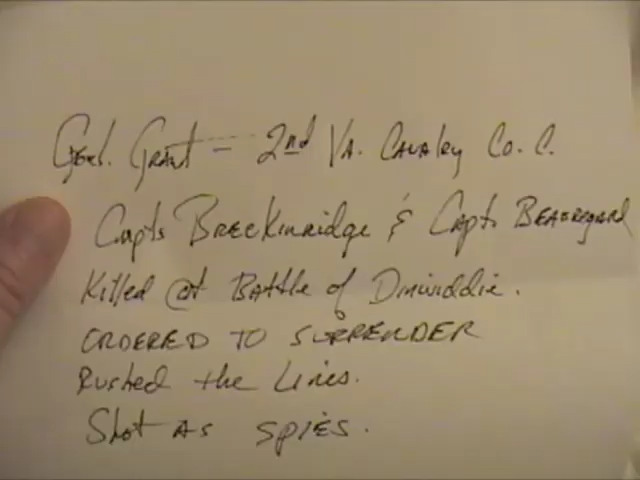 Genl. Grant - 2nd Va. Cavalry Co. C.
Capts Breckinridge & Capt. Beauregard
Killed @ Battle of Dinwiddie.
ORDERED TO SURRENDER
Rushed the Lines.
Shot AS SPIES.